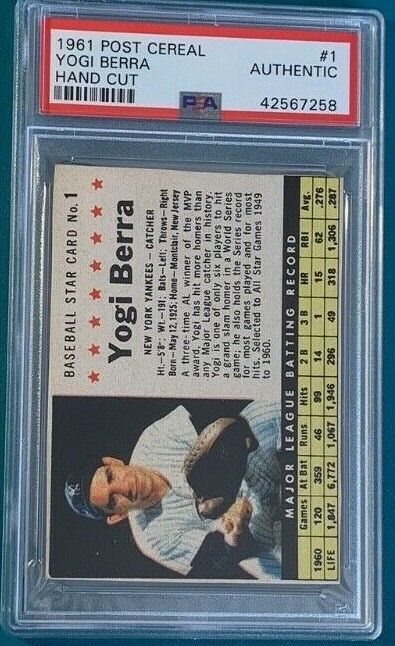 1961 POST CEREAL #1
YOGI BERRA AUTHENTIC
HAND CUT
PSA 42567258
BASEBALL STAR CARD No. 1
Yogi Berra
NEW YORK YANKEES — CATCHER
Ht.—5'8"; Wt.—191; Bats—Left; Throws—Right
Born—May 12, 1925; Home—Montclair, New Jersey
A three-time AL winner of the MVP
award, Yogi has hit more homers than
any Major League catcher in history.
Yogi is one of only six players to hit
a grand slam homer in a World Series
game; he also holds the Series record
for most games played and for most
hits. Selected to All Star Games 1949
to 1960.
MAJOR LEAGUE BATTING RECORD
Games At Bat Runs Hits 2 B 3 B HR RBI Avg.
1960 120 359 46 99 14 1 15 62 .276
LIFE 1,847 6,772 1,067 1,946 296 49 318 1,306 .287